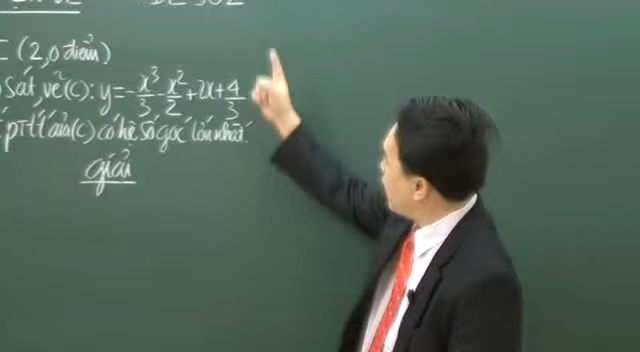 I (2,0 điểm)
sát, vẽ (C): y = -x³/3 - x²/2 + 2x + 4/3
pttt của (C) có hệ số góc lớn nhất.
giải